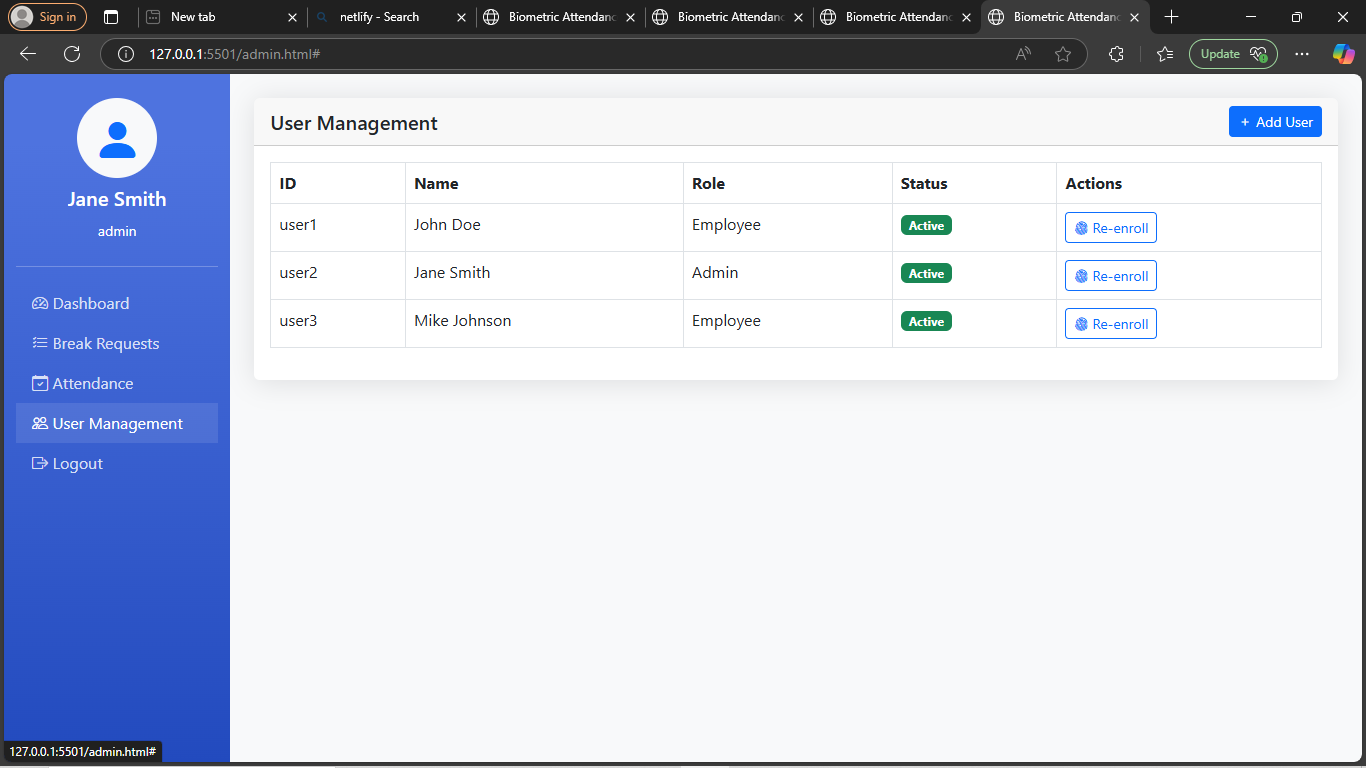 Sign in
New tab
netlify - Search
Biometric Attendanc
Biometric Attendanc
Biometric Attendanc
Biometric Attendanc
127.0.0.1:5501/admin.html#
Update
Jane Smith
admin
Dashboard
Break Requests
Attendance
User Management
Logout
User Management
+ Add User
ID Name Role Status Actions
user1 John Doe Employee Active Re-enroll
user2 Jane Smith Admin Active Re-enroll
user3 Mike Johnson Employee Active Re-enroll
127.0.0.1:5501/admin.html#